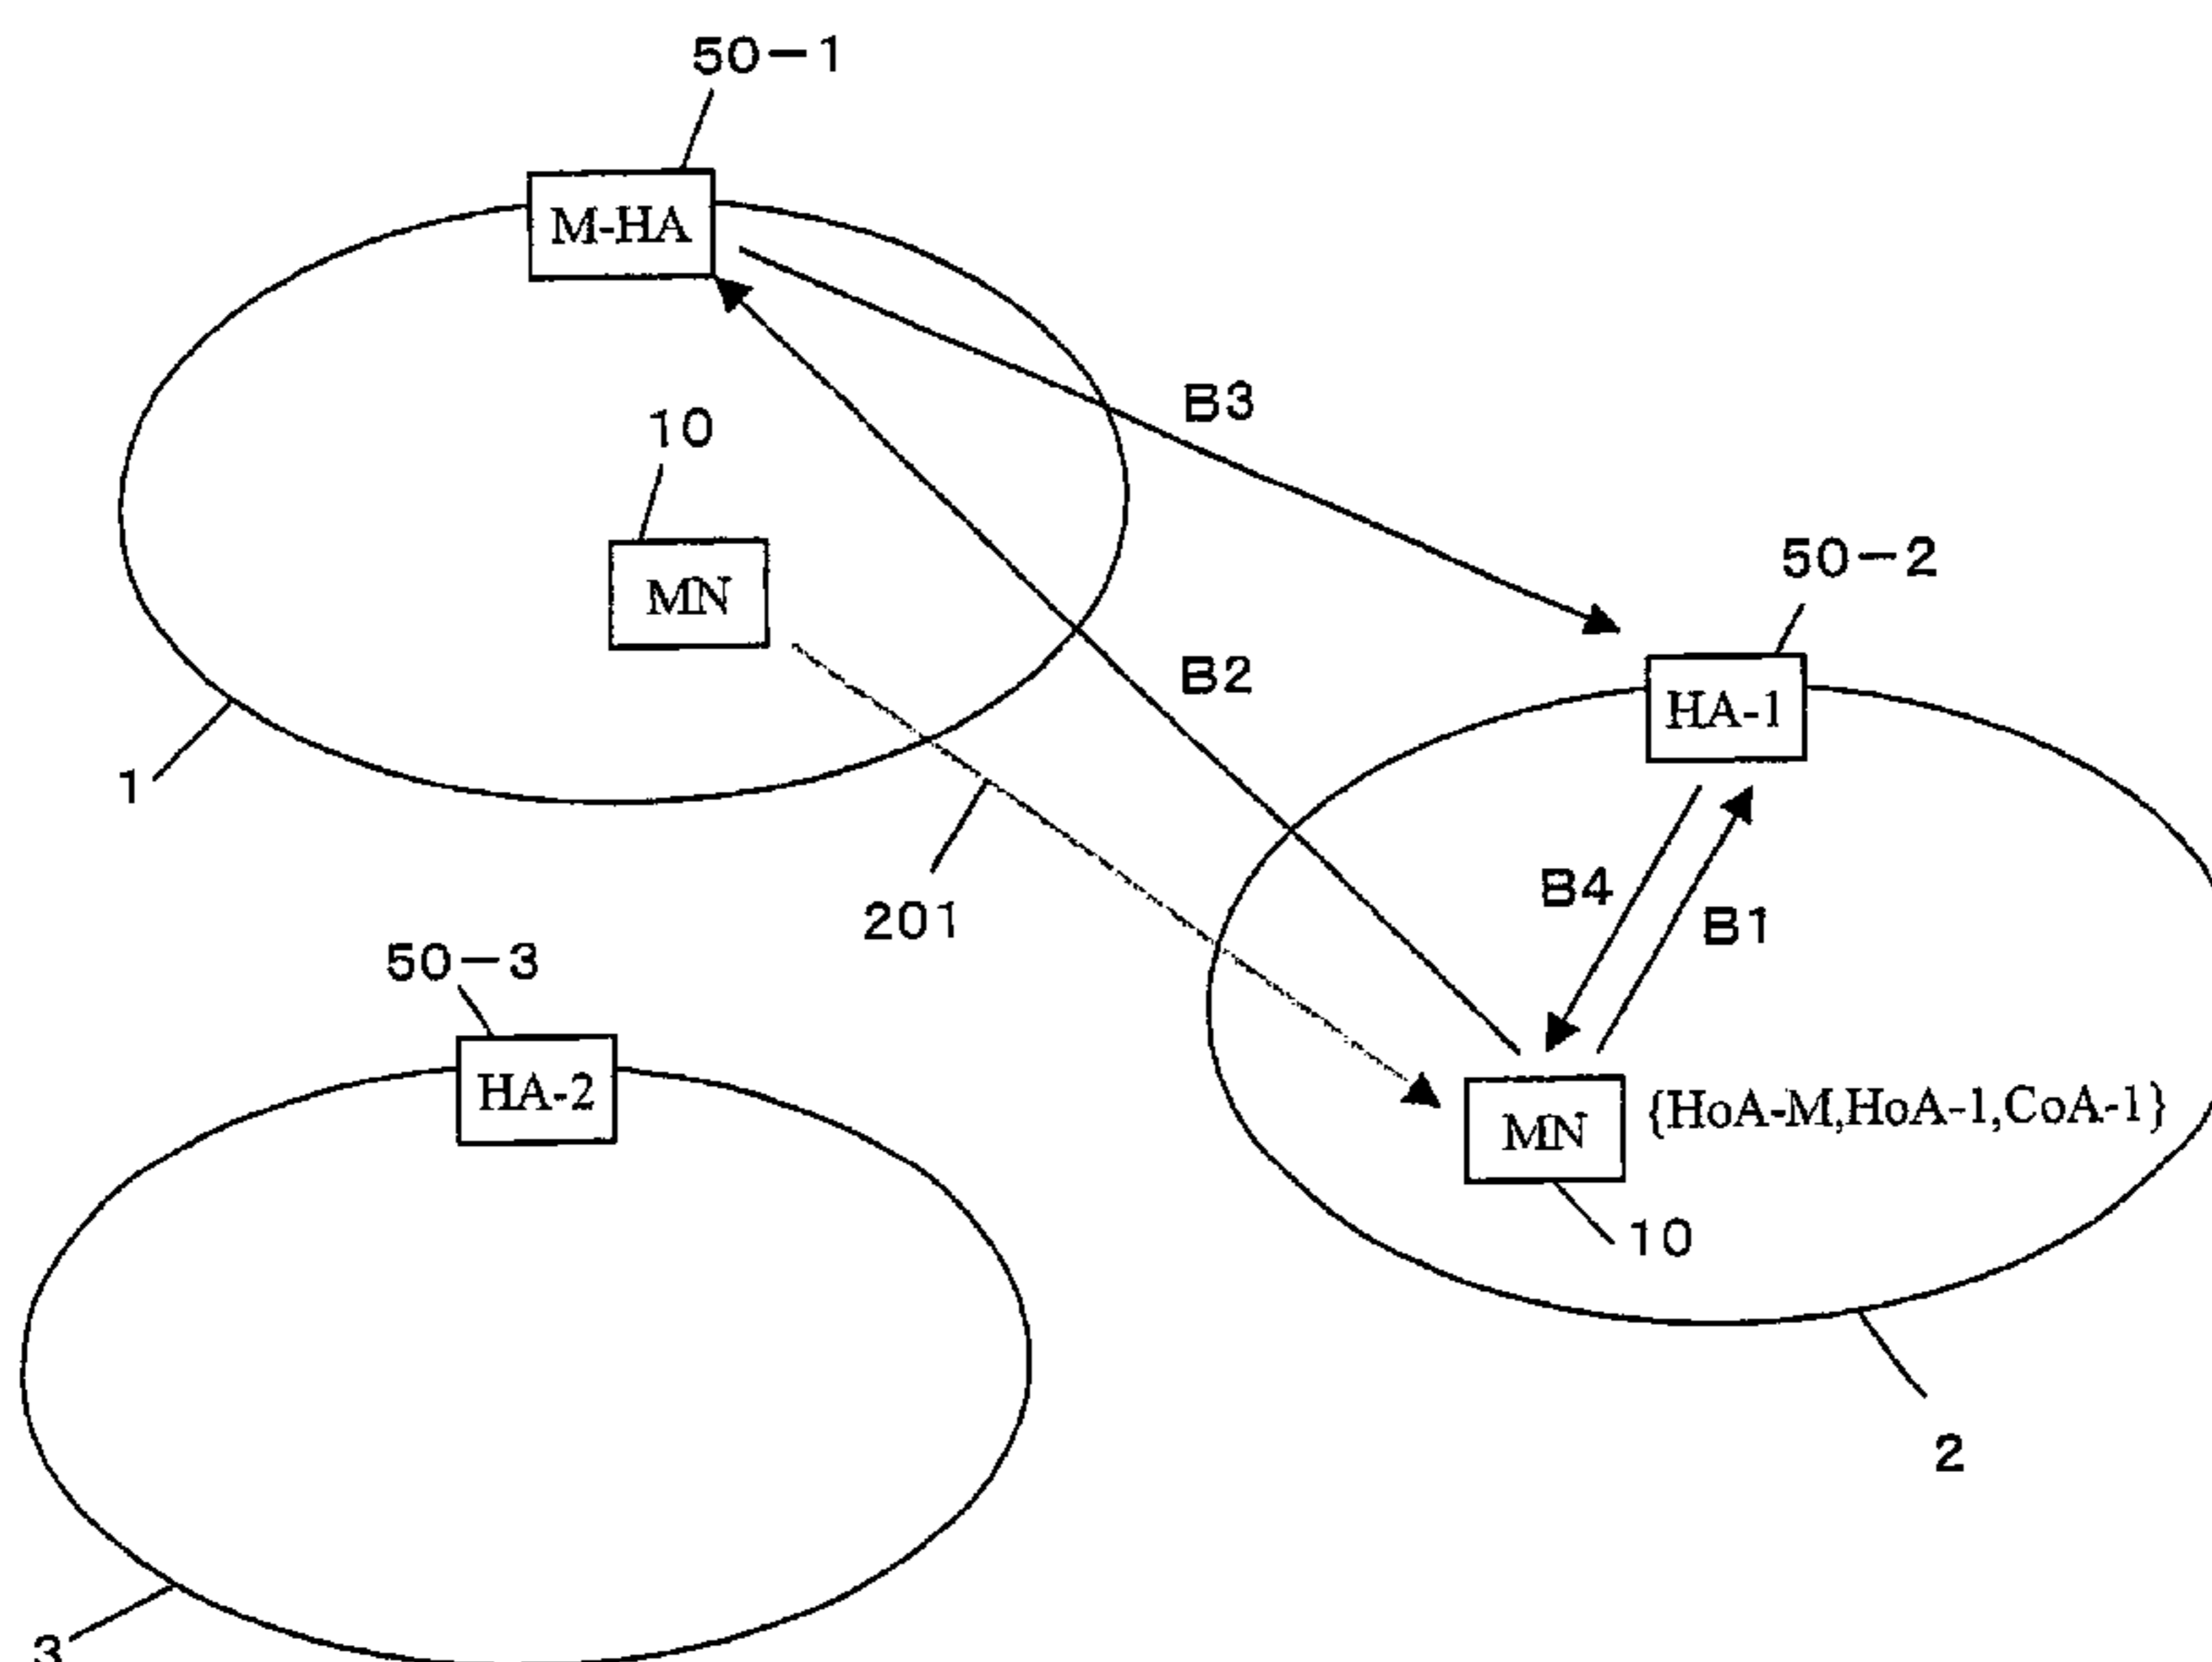 50-1
M-HA
B3
10
MN
50-2
B2
HA-1
1
B4
B1
201
50-3
HA-2
MN
{HoA-M,HoA-1,CoA-1}
10
2
3